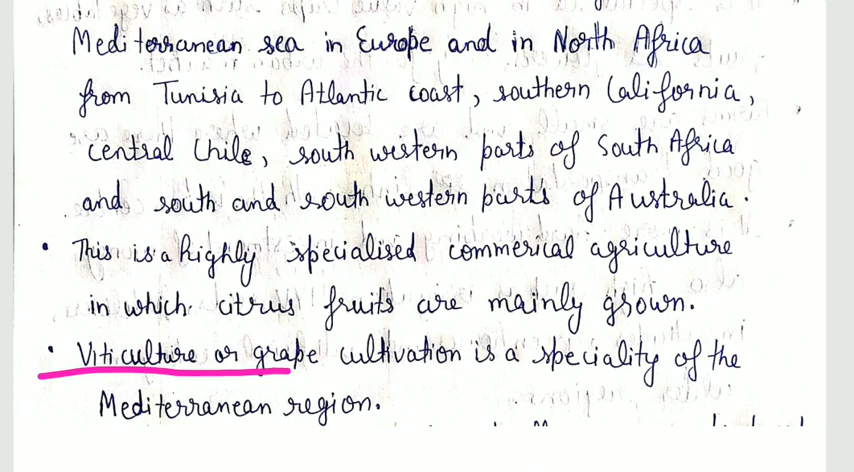 Mediterranean sea in Europe and in North Africa
from Tunisia to Atlantic coast, southern California,
central Chile, south western parts of South Africa
and south and south western parts of Australia.
• This is a highly specialised commerical agriculture
in which citrus fruits are mainly grown.
• Viticulture or grape cultivation is a speciality of the
Mediterranean region.